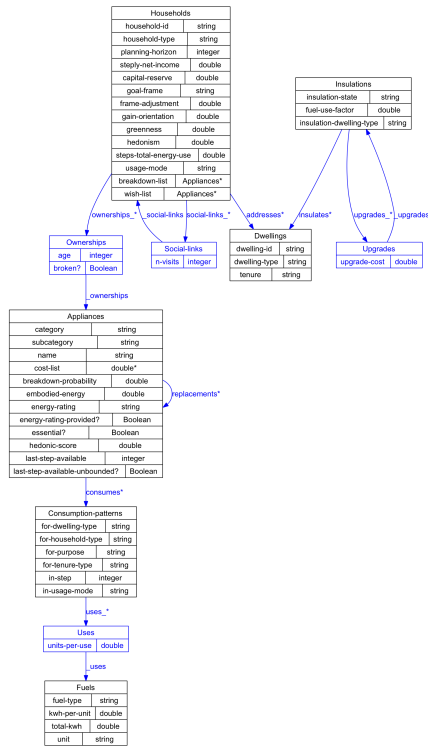 Households
household-id string
household-type string
planning-horizon integer
steply-net-income double
capital-reserve double
goal-frame string
frame-adjustment double
gain-orientation double
greenness double
hedonism double
steps-total-energy-use double
usage-mode string
breakdown-list Appliances*
wish-list Appliances*
Insulations
insulation-state string
fuel-use-factor double
insulation-dwelling-type string
ownerships_*
_social-links
social-links_*
addresses*
insulates*
upgrades_*
_upgrades
Ownerships
age integer
broken? Boolean
Social-links
n-visits integer
Dwellings
dwelling-id string
dwelling-type string
tenure string
Upgrades
upgrade-cost double
_ownerships
Appliances
category string
subcategory string
name string
cost-list double*
breakdown-probability double
embodied-energy double
energy-rating string
energy-rating-provided? Boolean
essential? Boolean
hedonic-score double
last-step-available integer
last-step-available-unbounded? Boolean
replacements*
consumes*
Consumption-patterns
for-dwelling-type string
for-household-type string
for-purpose string
for-tenure-type string
in-step integer
in-usage-mode string
uses_*
Uses
units-per-use double
_uses
Fuels
fuel-type string
kwh-per-unit double
total-kwh double
unit string